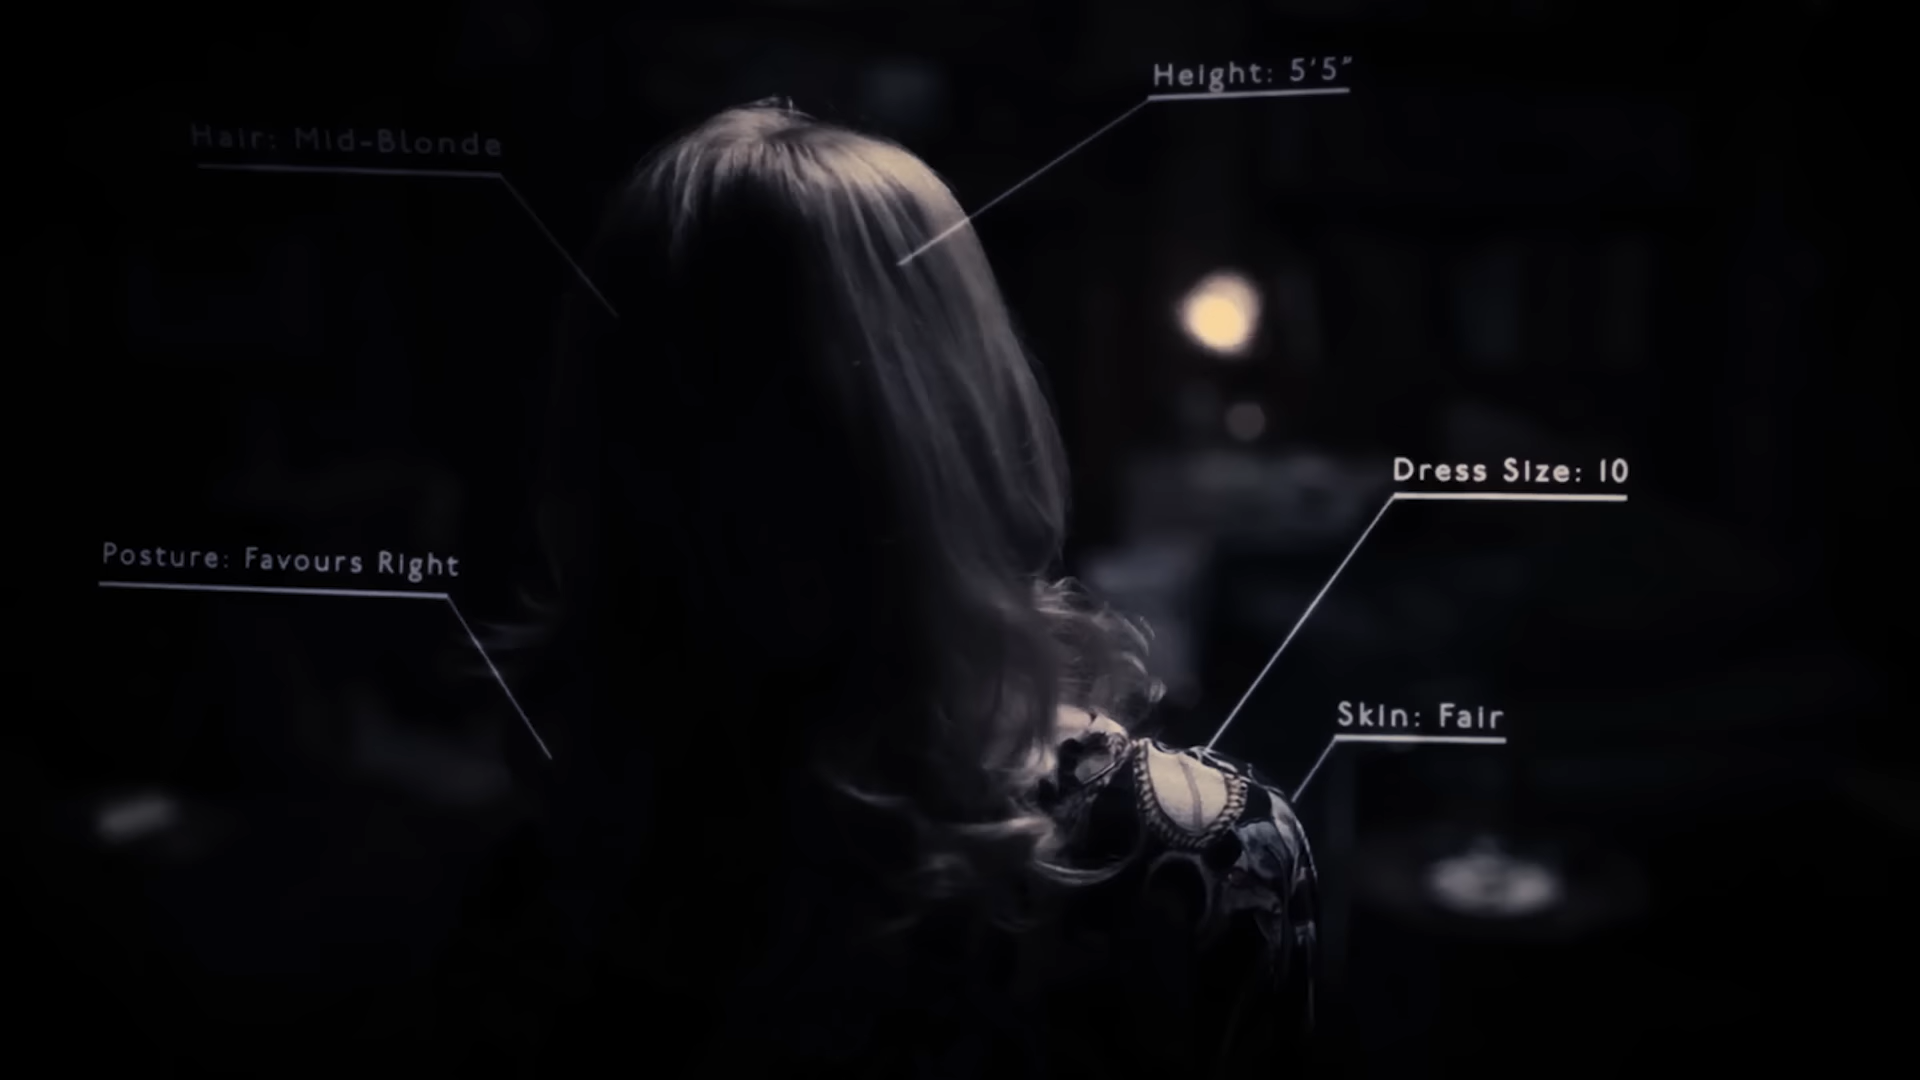 Height: 5'5"
Hair: Mid-Blonde
Dress Size: 10
Posture: Favours Right
Skin: Fair